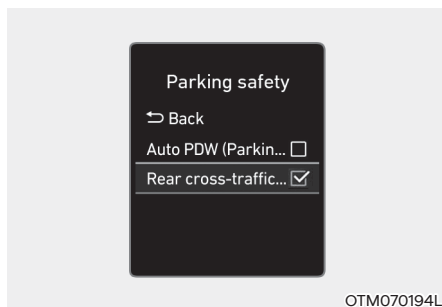 Parking safety
Back
Auto PDW (Parkin...
Rear cross-traffic...
OTM070194L